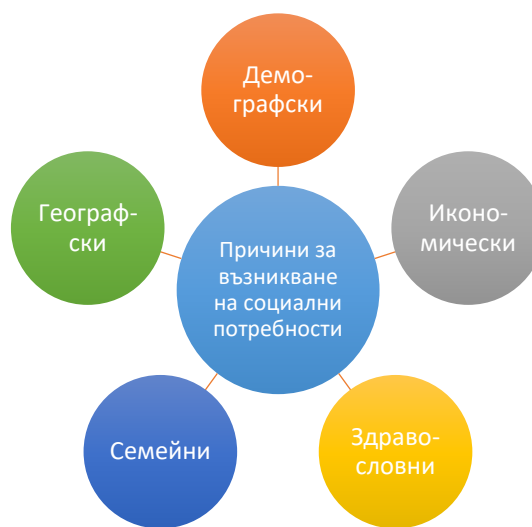 Демо-
графски
Географ-
ски
Иконо-
мически
Причини за
възникване
на социални
потребности
Семейни
Здраво-
словни